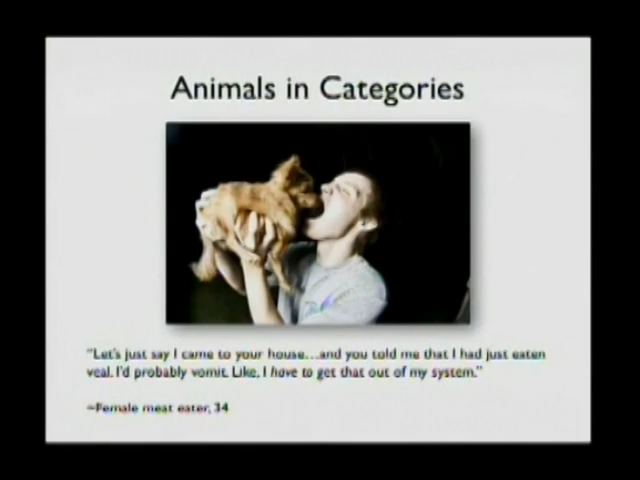 Animals in Categories
"Let's just say I came to your house...and you told me that I had just eaten
veal. I'd probably vomit. Like, I have to get that out of my system."
~Female meat eater, 34